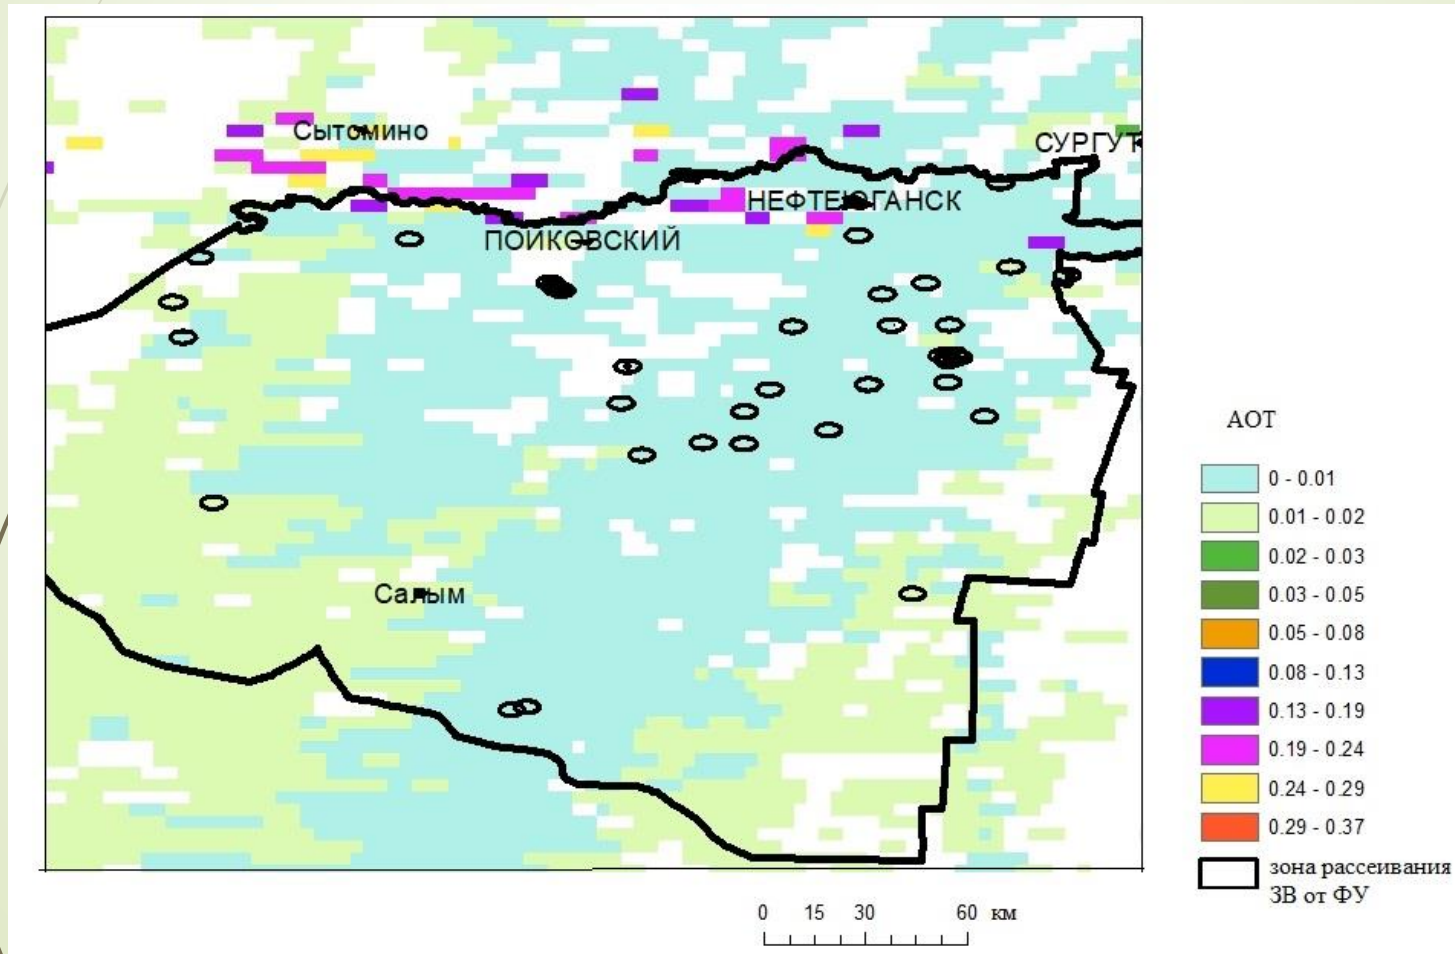 Сытомино
СУРГУТ
НЕФТЕЮГАНСК
ПОЙКОВСКИЙ
Салым
АОТ
0 - 0.01
0.01 - 0.02
0.02 - 0.03
0.03 - 0.05
0.05 - 0.08
0.08 - 0.13
0.13 - 0.19
0.19 - 0.24
0.24 - 0.29
0.29 - 0.37
зона рассеивания
ЗВ от ФУ
0 15 30 60 км